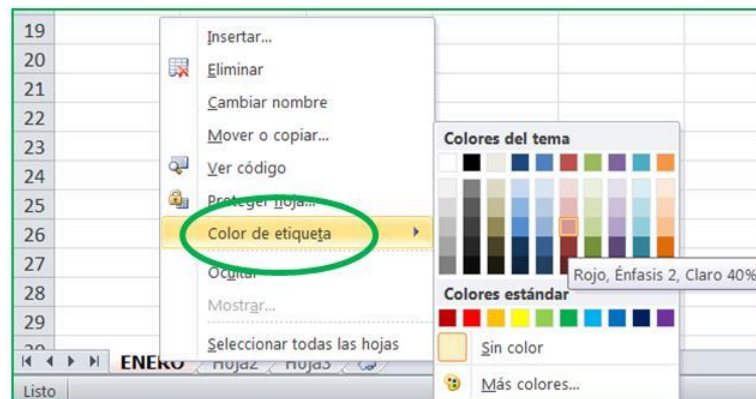 19
20
21
22
23
24
25
26
27
28
29
Insertar...
Eliminar
Cambiar nombre
Mover o copiar...
Ver código
Proteger hoja...
Color de etiqueta
Ocultar
Mostrar...
Seleccionar todas las hojas
Colores del tema
Rojo, Énfasis 2, Claro 40%
Colores estándar
Sin color
Más colores...
ENERO Hoja2 Hoja3
Listo